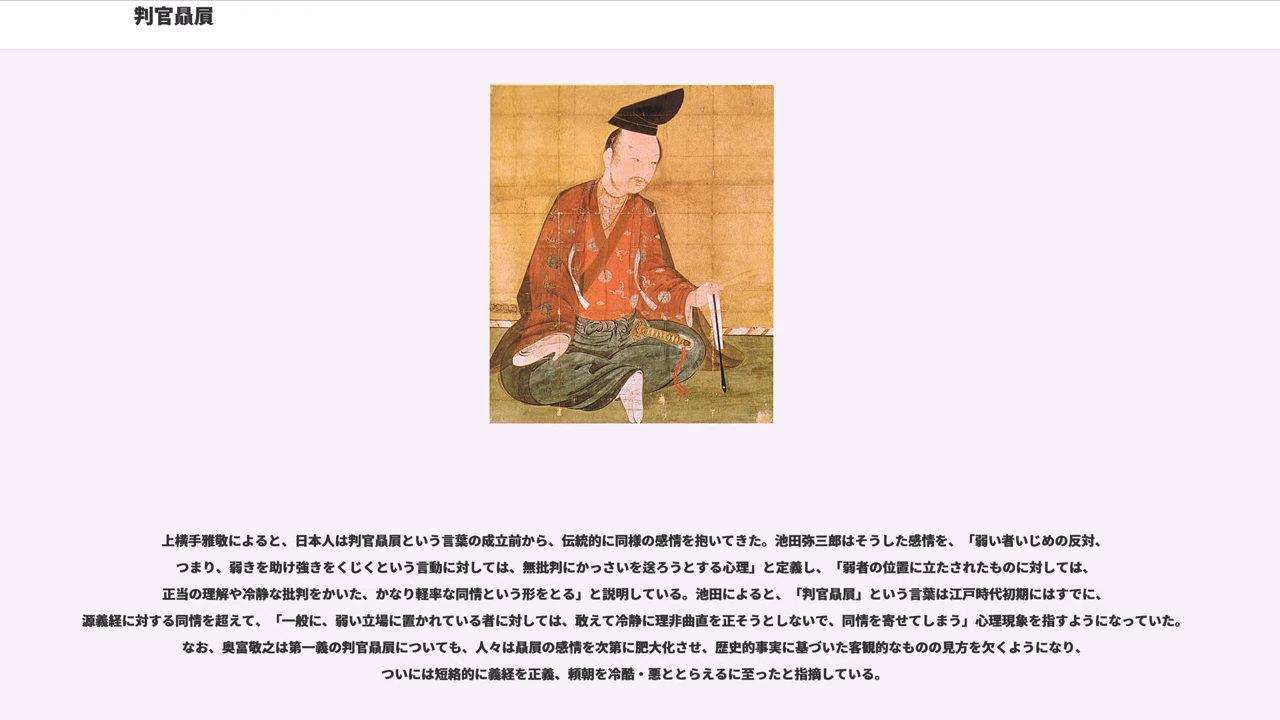 判官贔屓
上横手雅敬によると、日本人は判官贔屓という言葉の成立前から、伝統的に同様の感情を抱いてきた。池田弥三郎はそうした感情を、「弱い者いじめの反対、
つまり、弱きを助け強きをくじくという言動に対しては、無批判にかっさいを送ろうとする心理」と定義し、「弱者の位置に立たされたものに対しては、
正当の理解や冷静な批判をかいた、かなり軽率な同情という形をとる」と説明している。池田によると、「判官贔屓」という言葉は江戸時代初期にはすでに、
源義経に対する同情を超えて、「一般に、弱い立場に置かれている者に対しては、敢えて冷静に理非曲直を正そうとしないで、同情を寄せてしまう」心理現象を指すようになっていた。
なお、奥富敬之は第一義の判官贔屓についても、人々は贔屓の感情を次第に肥大化させ、歴史的事実に基づいた客観的なものの見方を欠くようになり、
ついには短絡的に義経を正義、頼朝を冷酷・悪ととらえるに至ったと指摘している。